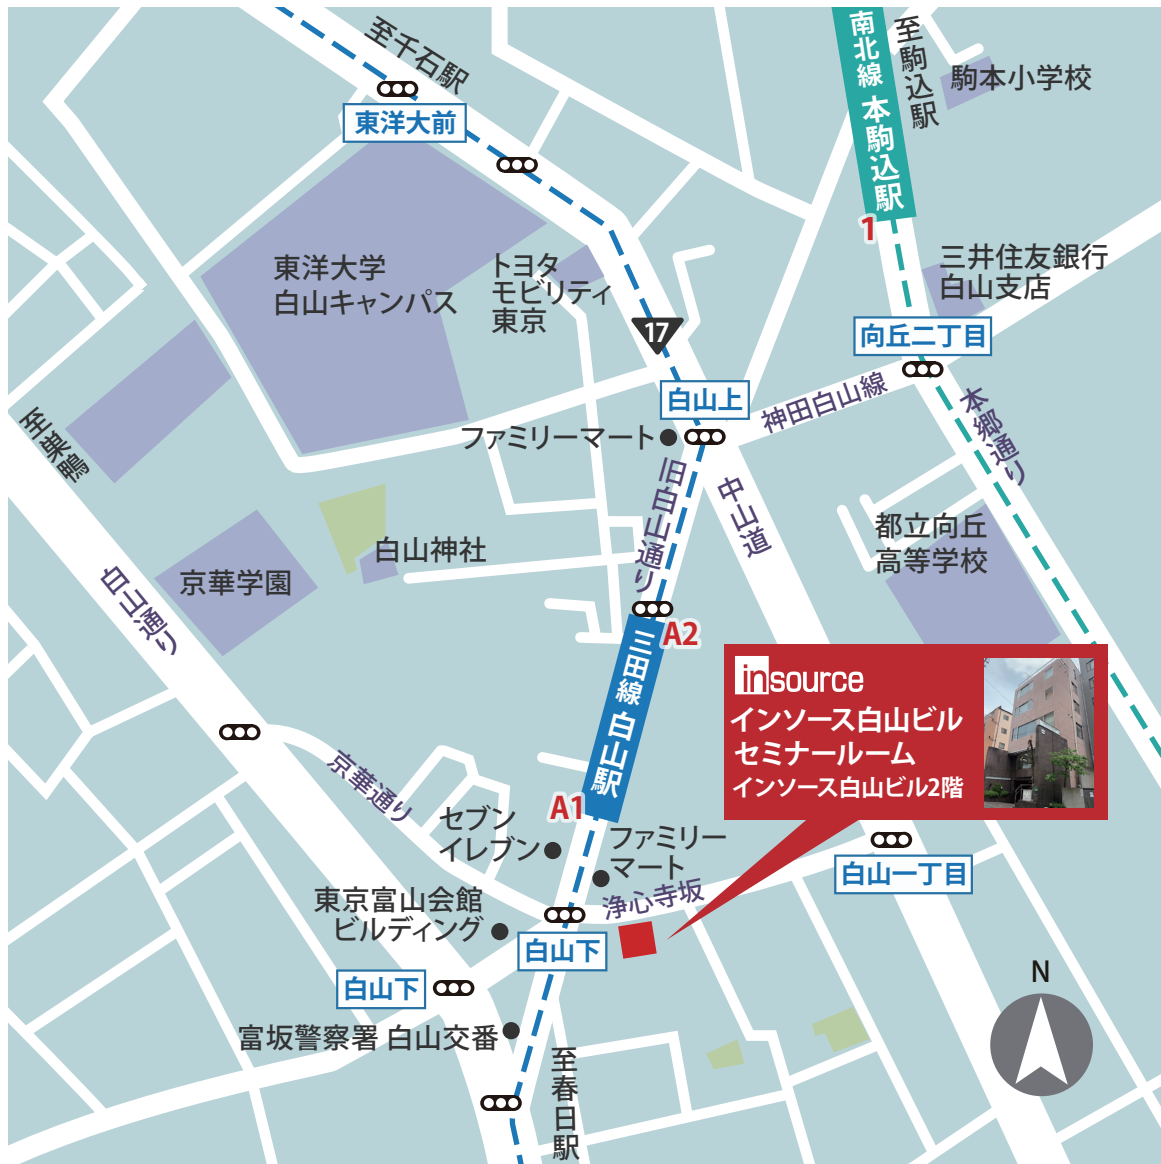 至千石駅
東洋大前
南北線 本駒込駅
至駒込駅
駒本小学校
1
東洋大学
白山キャンパス
トヨタ
モビリティ
東京
三井住友銀行
白山支店
17
向丘二丁目
白山上
神田白山線
本郷通り
至巣鴨
ファミリーマート
旧白山通り
中山道
都立向丘
高等学校
白山神社
京華学園
白山通り
A2
三田線 白山駅
insource
インソース白山ビル
セミナールーム
インソース白山ビル2階
京華通り
A1
セブン
イレブン
ファミリー
マート
白山一丁目
浄心寺坂
東京富山会館
ビルディング
白山下
白山下
富坂警察署 白山交番
至春日駅
N